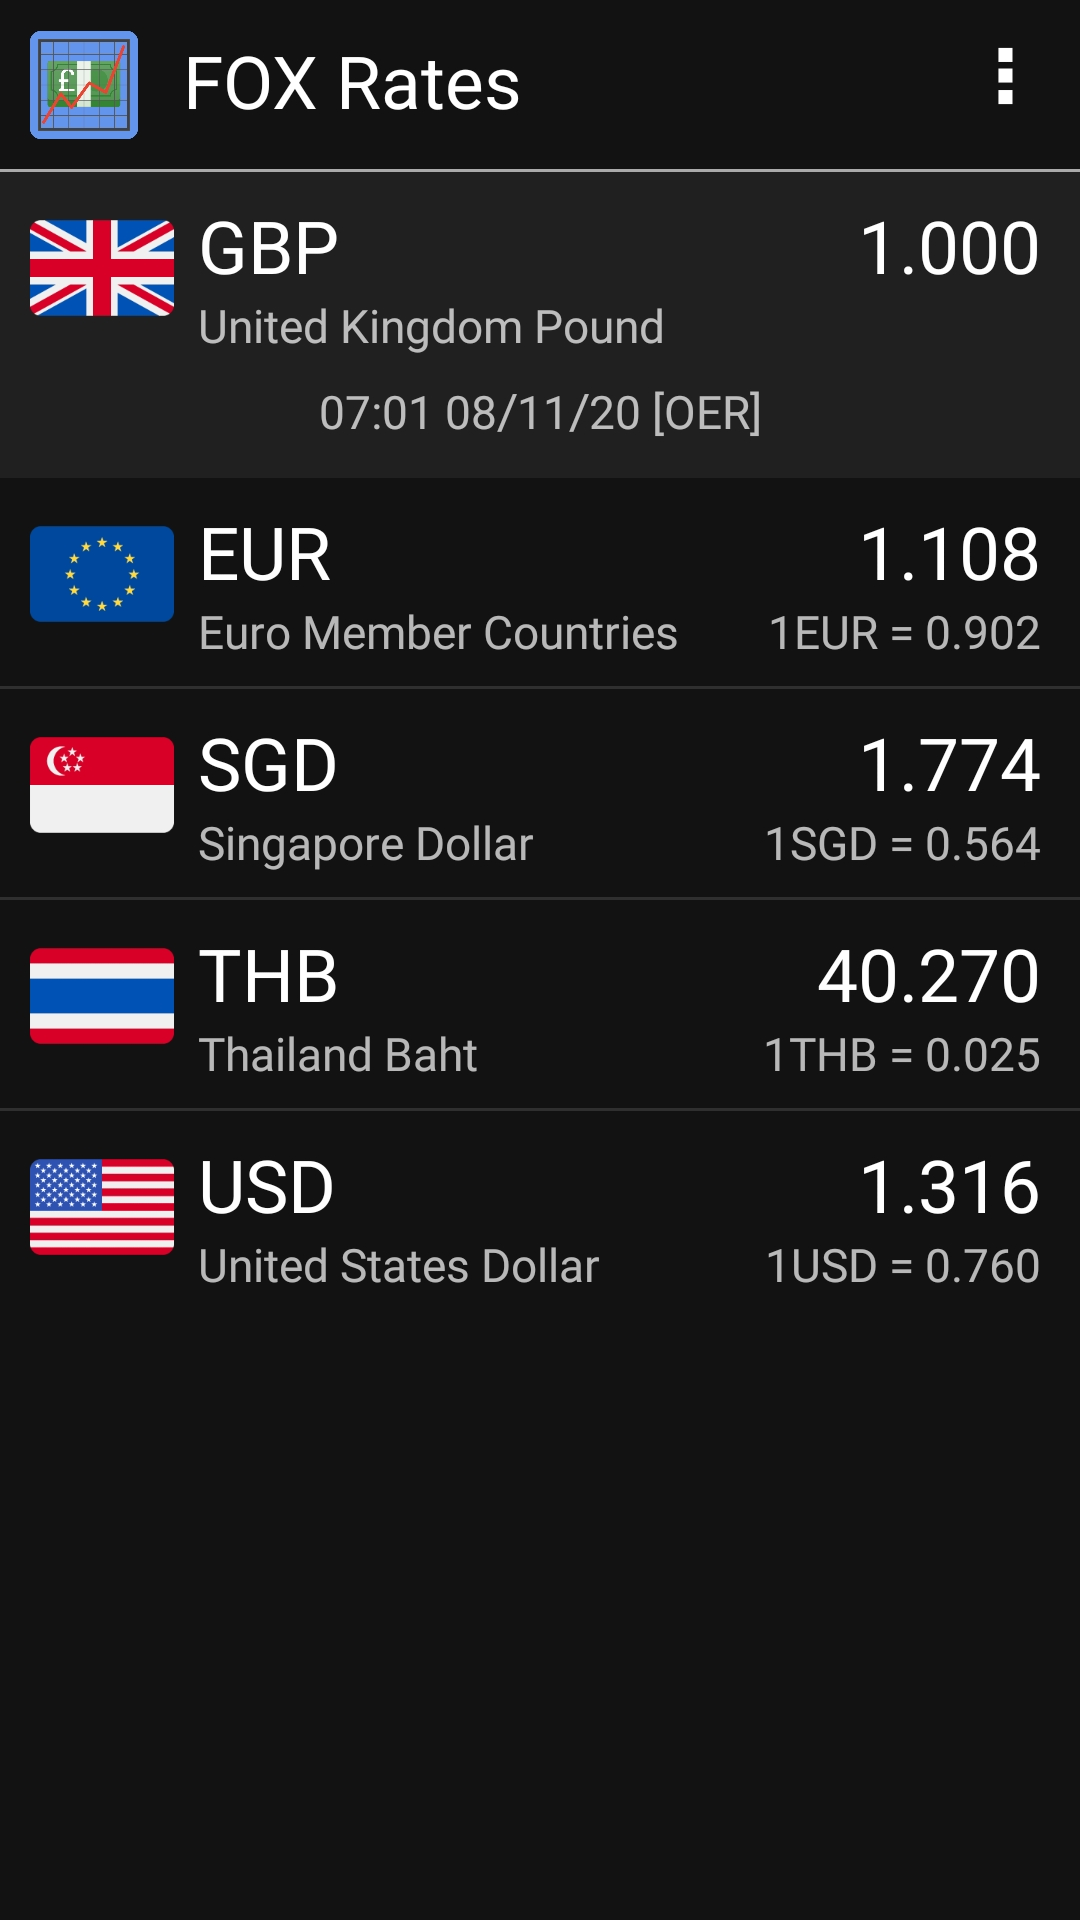 FOX Rates
GBP 1.000
United Kingdom Pound
07:01 08/11/20 [OER]
EUR 1.108
Euro Member Countries 1EUR = 0.902
SGD 1.774
Singapore Dollar 1SGD = 0.564
THB 40.270
Thailand Baht 1THB = 0.025
USD 1.316
United States Dollar 1USD = 0.760